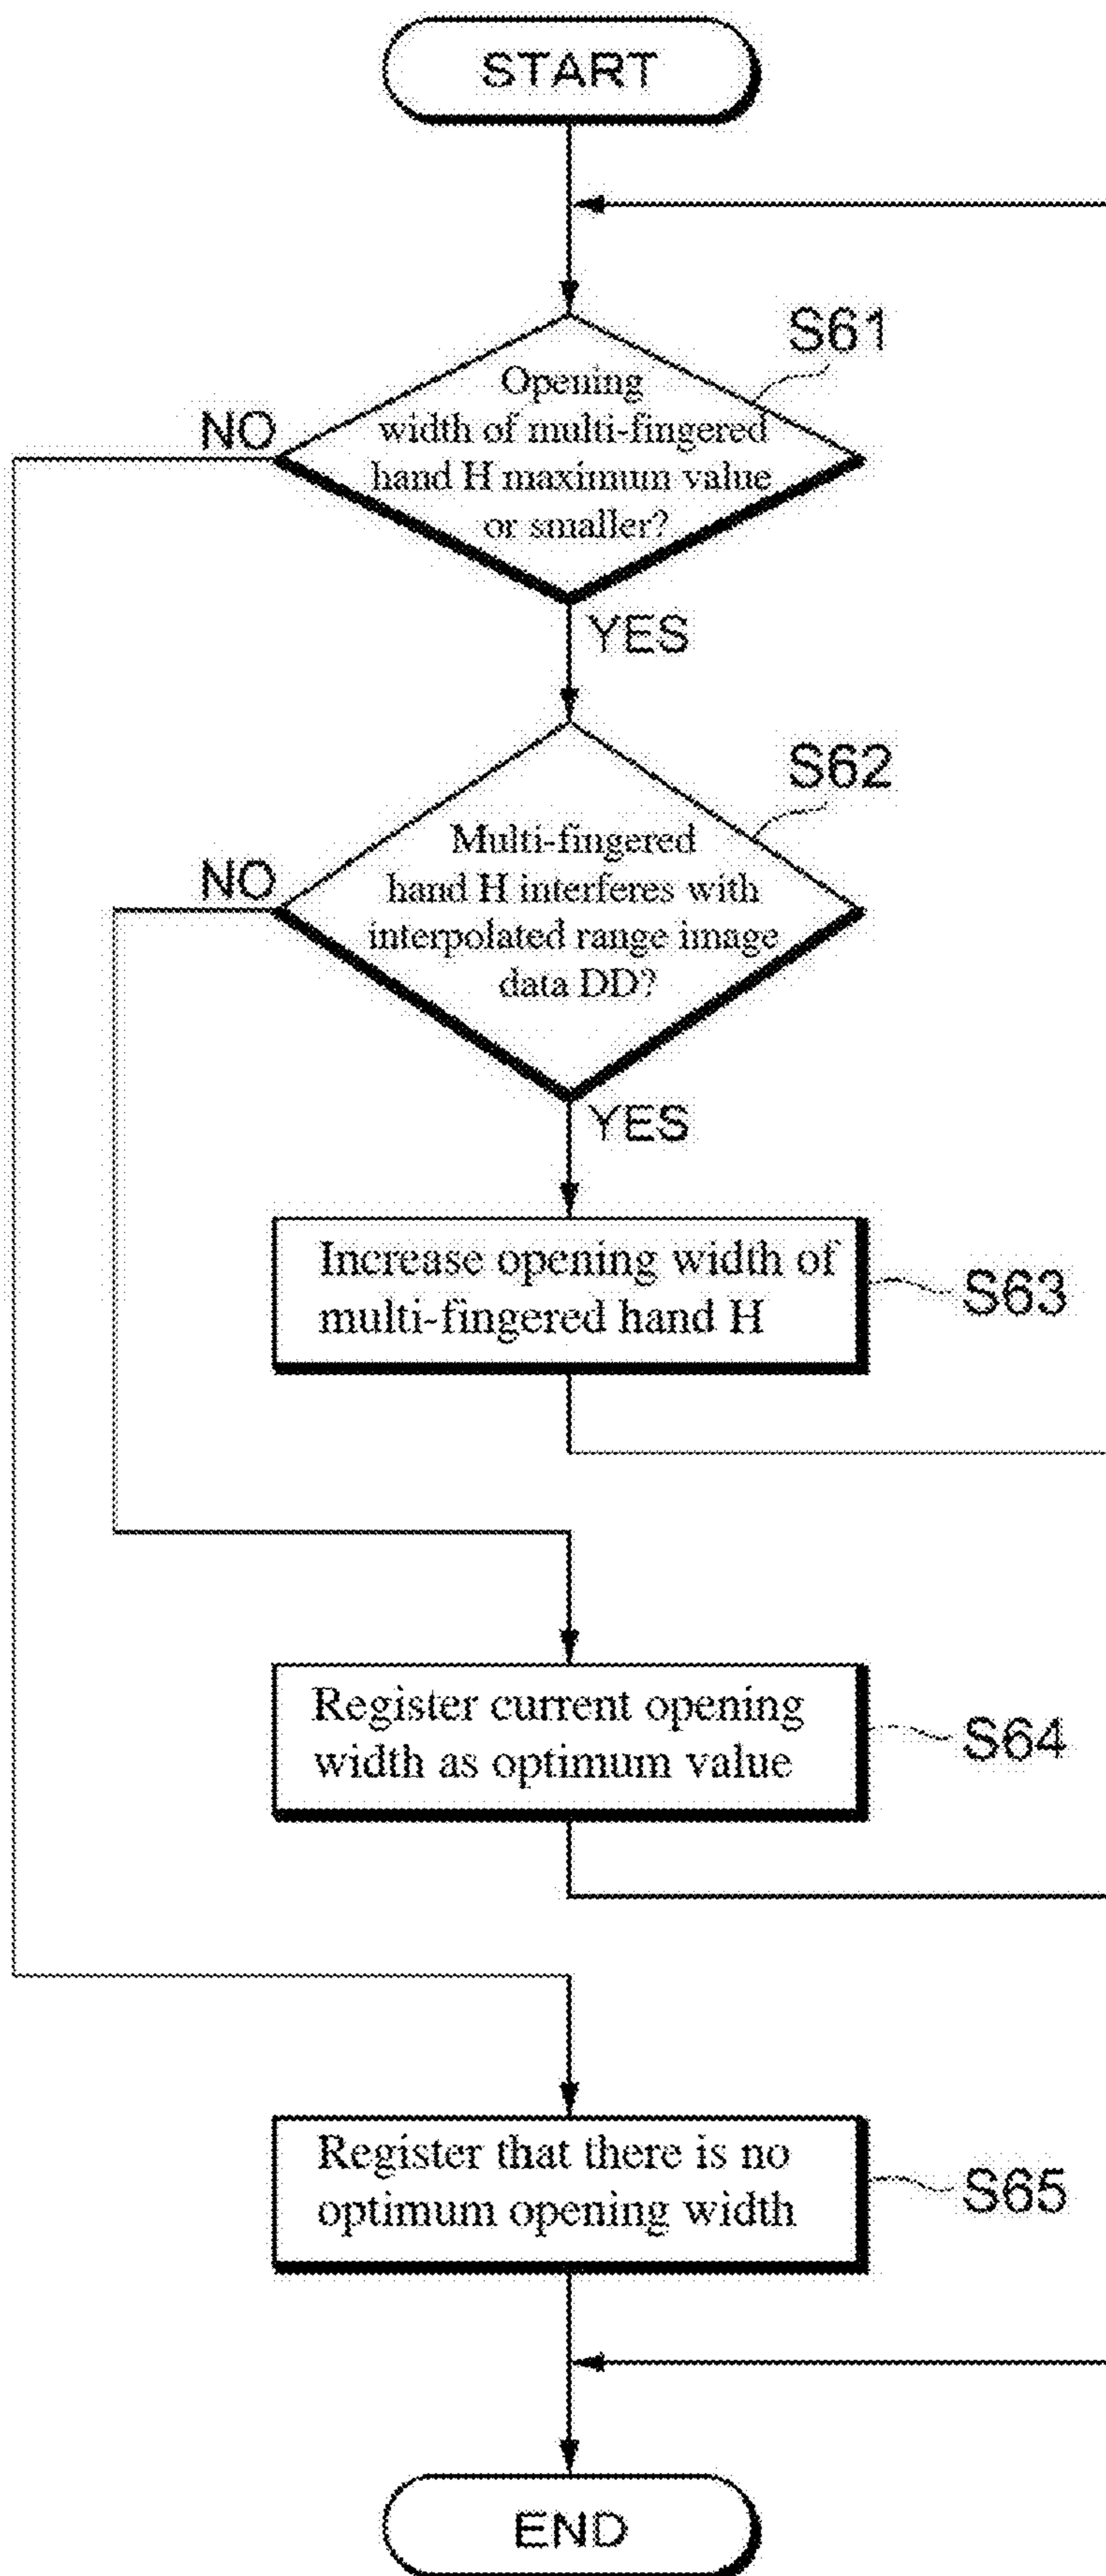 START
S61
Opening
width of multi-fingered
hand H maximum value
or smaller?
NO
YES
S62
Multi-fingered
hand H interferes with
interpolated range image
data DD?
NO
YES
Increase opening width of
multi-fingered hand H
S63
Register current opening
width as optimum value
S64
Register that there is no
optimum opening width
S65
END